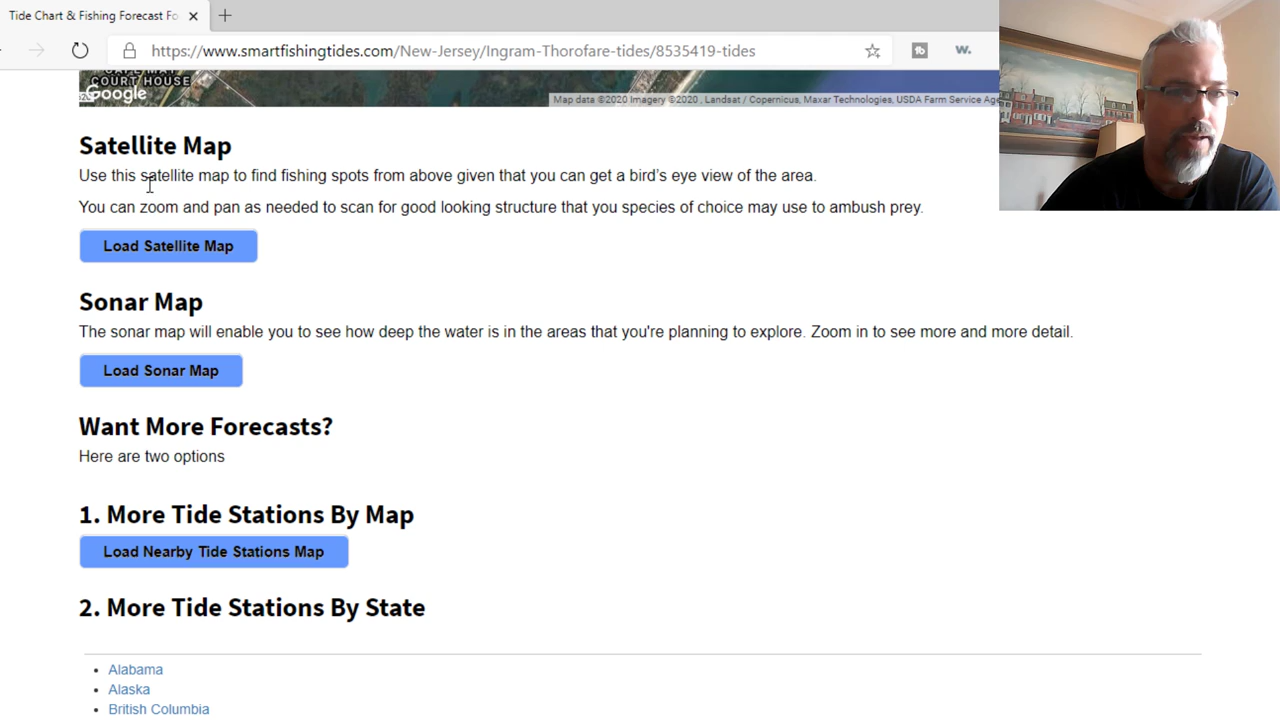 Tide Chart & Fishing Forecast Fo
https://www.smartfishingtides.com/New-Jersey/Ingram-Thorofare-tides/8535419-tides
w.
COURT HOUSE
Google
Map data ©2020 Imagery ©2020 , Landsat / Copernicus, Maxar Technologies, USDA Farm Service Age
Satellite Map
Use this satellite map to find fishing spots from above given that you can get a bird's eye view of the area.
You can zoom and pan as needed to scan for good looking structure that you species of choice may use to ambush prey.
Load Satellite Map
Sonar Map
The sonar map will enable you to see how deep the water is in the areas that you're planning to explore. Zoom in to see more and more detail.
Load Sonar Map
Want More Forecasts?
Here are two options
1. More Tide Stations By Map
Load Nearby Tide Stations Map
2. More Tide Stations By State
Alabama
Alaska
British Columbia